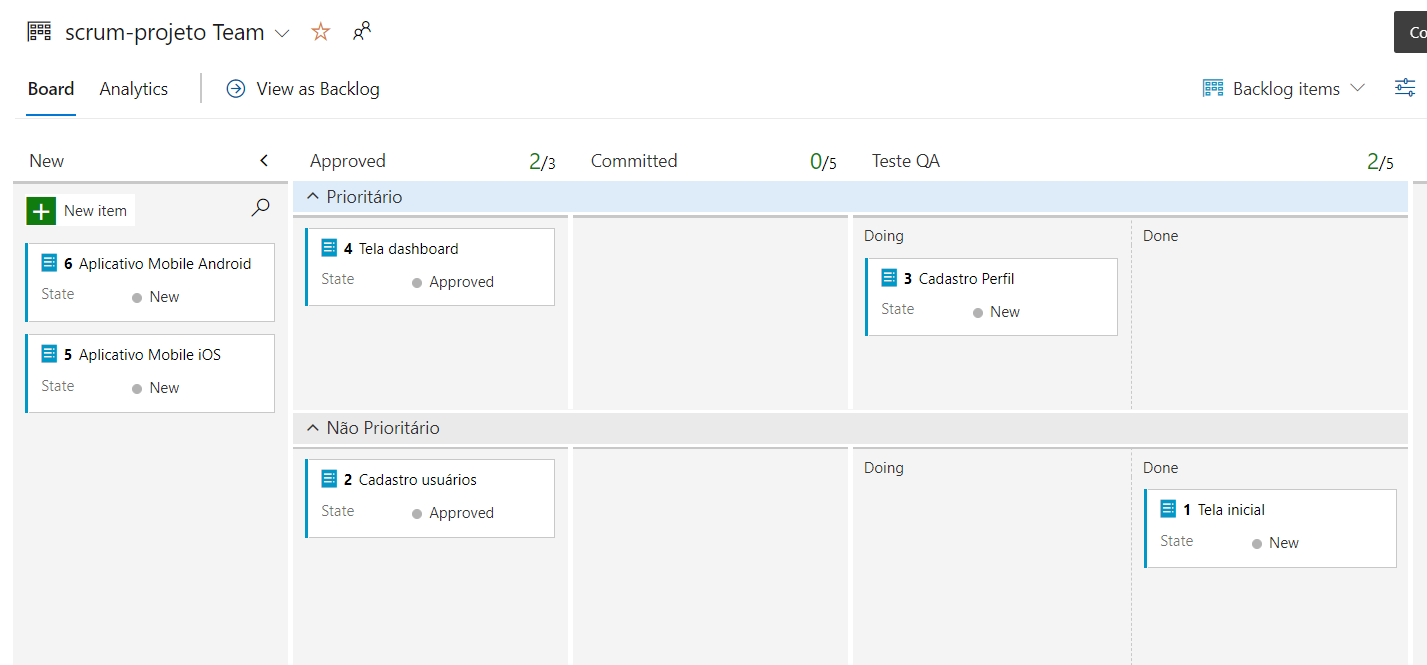 scrum-projeto Team
Co
Board Analytics View as Backlog Backlog items
New Approved 2/3 Committed 0/5 Teste QA 2/5
Prioritário
New item
4 Tela dashboard
State Approved
Doing Done
3 Cadastro Perfil
State New
6 Aplicativo Mobile Android
State New
5 Aplicativo Mobile iOS
State New
Não Prioritário
2 Cadastro usuários
State Approved
Doing Done
1 Tela inicial
State New